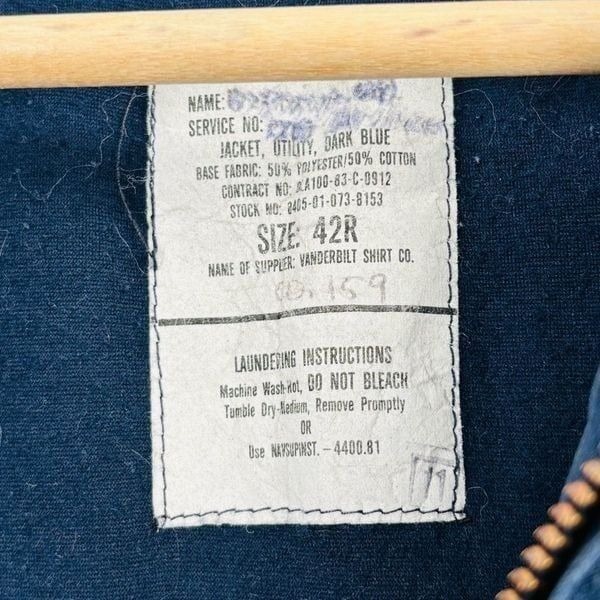 NAME:
SERVICE NO:
JACKET, UTILITY, DARK BLUE
BASE FABRIC: 50% POLYESTER/50% COTTON
CONTRACT NO: DLA100-83-C-0912
STOCK NO: 8405-01-073-8153
SIZE: 42R
NAME OF SUPPLIER: VANDERBILT SHIRT CO.
159
LAUNDERING INSTRUCTIONS
Machine Wash-Hot, DO NOT BLEACH
Tumble Dry-Medium, Remove Promptly
OR
Use NAVSUPINST. -4400.81
11